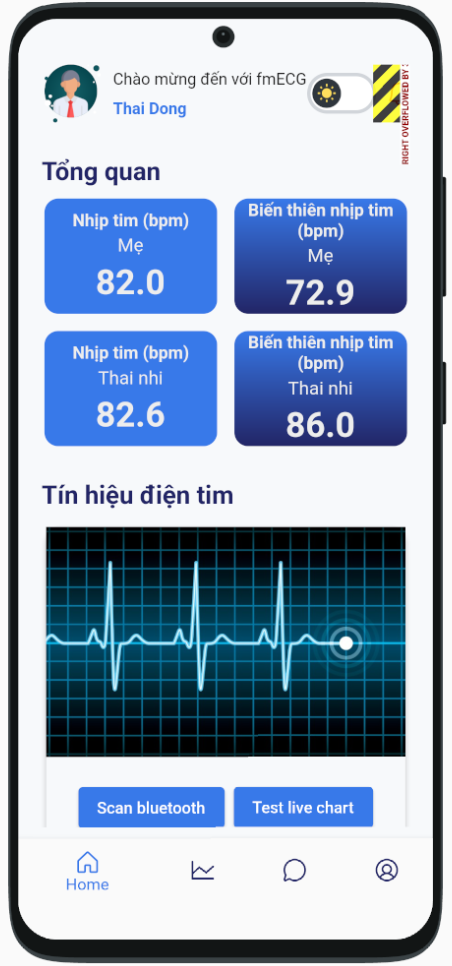 Chào mừng đến với fmECG
Thai Dong
RIGHT OVERFLOWED BY
Tổng quan
Nhịp tim (bpm)
Mẹ
82.0
Biến thiên nhịp tim
(bpm)
Mẹ
72.9
Nhịp tim (bpm)
Thai nhi
82.6
Biến thiên nhịp tim
(bpm)
Thai nhi
86.0
Tín hiệu điện tim
Scan bluetooth
Test live chart
Home